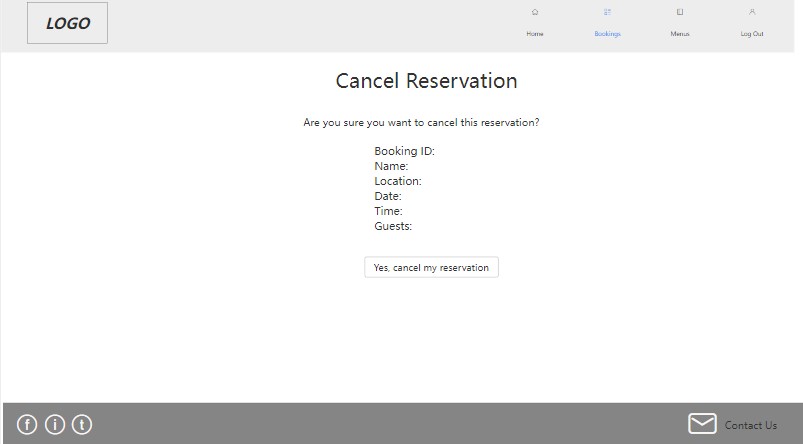 LOGO
Home Bookings Menus Log Out
Cancel Reservation
Are you sure you want to cancel this reservation?
Booking ID:
Name:
Location:
Date:
Time:
Guests:
Yes, cancel my reservation
f i t Contact Us